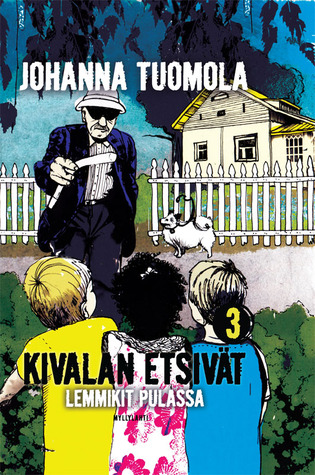 JOHANNA TUOMOLA
3
KIVALAN ETSIVÄT
LEMMIKIT PULASSA
MYLLYLAHTI